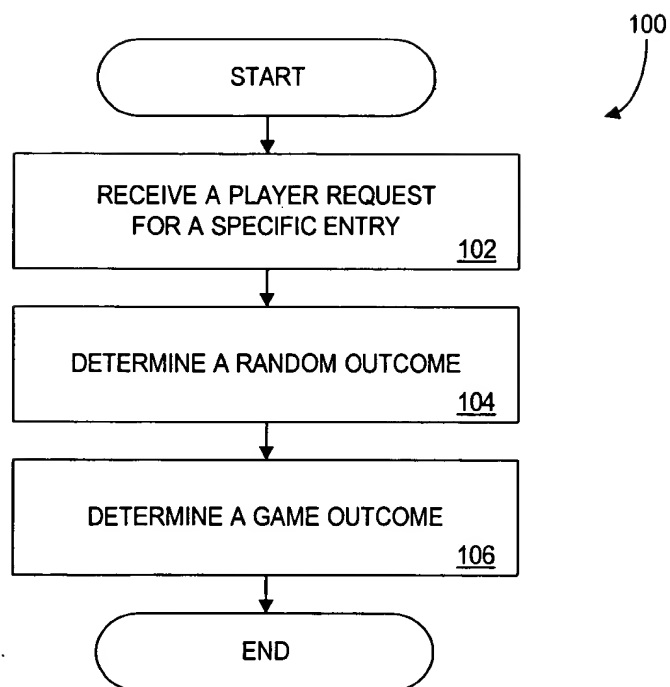 100
START
RECEIVE A PLAYER REQUEST
FOR A SPECIFIC ENTRY
102
DETERMINE A RANDOM OUTCOME
104
DETERMINE A GAME OUTCOME
106
END